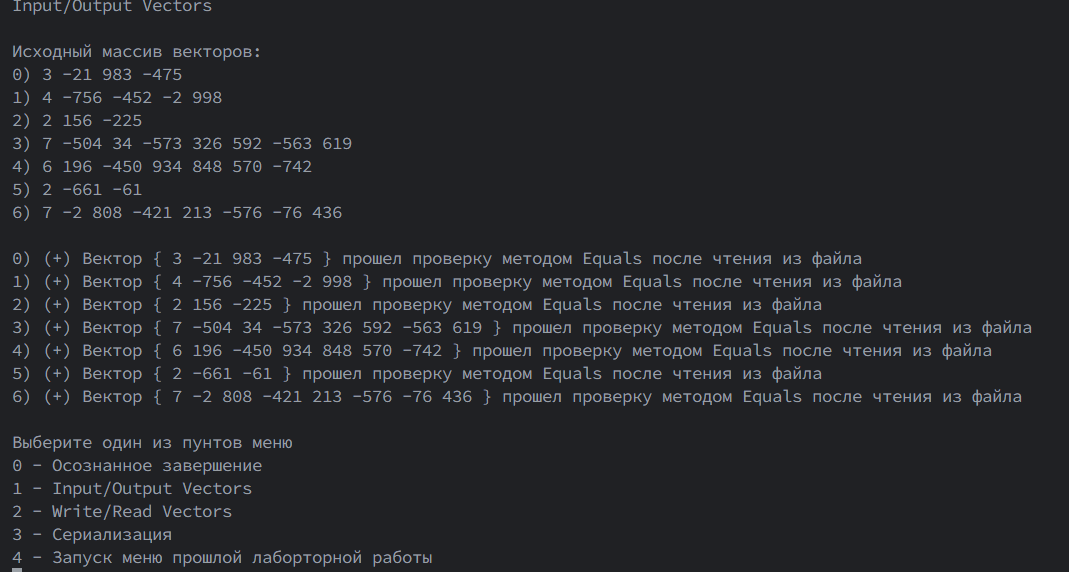 Input/Output Vectors
Исходный массив векторов:
0) 3 -21 983 -475
1) 4 -756 -452 -2 998
2) 2 156 -225
3) 7 -504 34 -573 326 592 -563 619
4) 6 196 -450 934 848 570 -742
5) 2 -661 -61
6) 7 -2 808 -421 213 -576 -76 436
0) (+) Вектор { 3 -21 983 -475 } прошел проверку методом Equals после чтения из файла
1) (+) Вектор { 4 -756 -452 -2 998 } прошел проверку методом Equals после чтения из файла
2) (+) Вектор { 2 156 -225 } прошел проверку методом Equals после чтения из файла
3) (+) Вектор { 7 -504 34 -573 326 592 -563 619 } прошел проверку методом Equals после чтения из файла
4) (+) Вектор { 6 196 -450 934 848 570 -742 } прошел проверку методом Equals после чтения из файла
5) (+) Вектор { 2 -661 -61 } прошел проверку методом Equals после чтения из файла
6) (+) Вектор { 7 -2 808 -421 213 -576 -76 436 } прошел проверку методом Equals после чтения из файла
Выберите один из пунтов меню
0 - Осознанное завершение
1 - Input/Output Vectors
2 - Write/Read Vectors
3 - Сериализация
4 - Запуск меню прошлой лаборторной работы